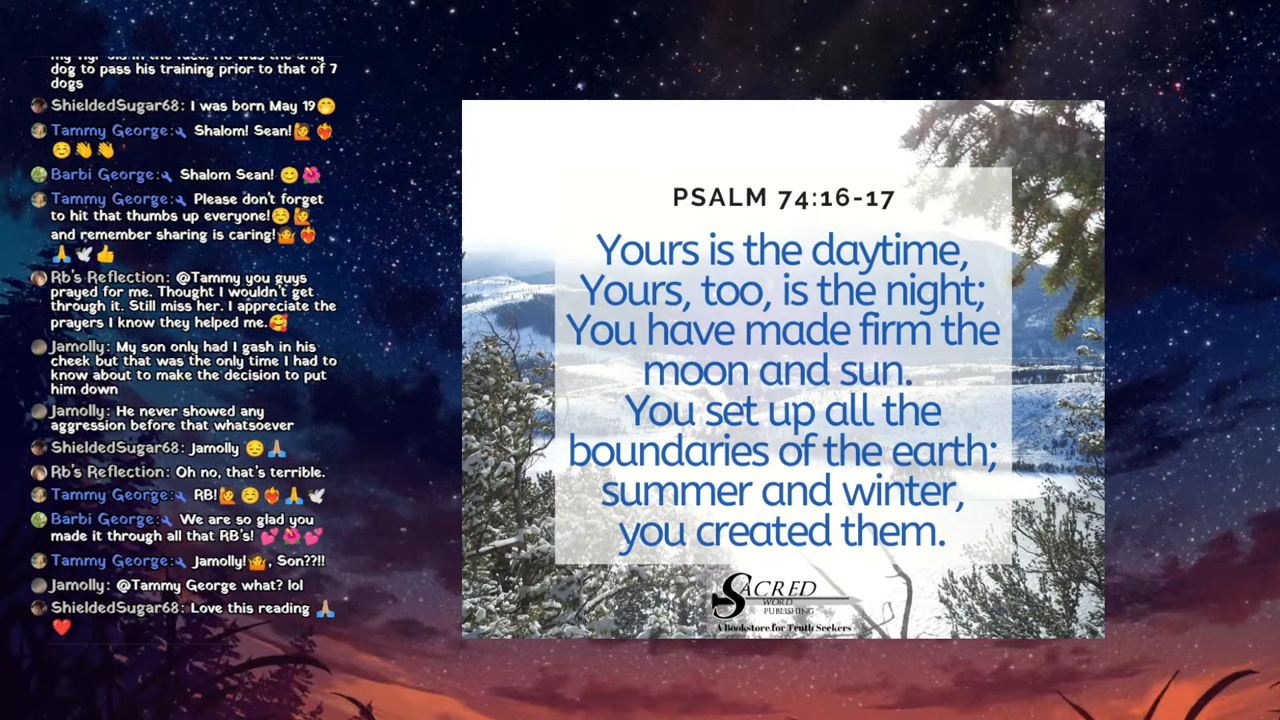 dog to pass his training prior to that of 7
dogs
ShieldedSugar68: I was born May 19🤭
Tammy George: Shalom! Sean!🙋❤️‍🔥
☺️👏👏
Barbi George: Shalom Sean! 😊🌺
Tammy George: Please don't forget
to hit that thumbs up everyone!☺️🙋
and remember sharing is caring!🤷❤️‍🔥
🙏🕊️👍
Rb's Reflection: @Tammy you guys
prayed for me. Thought I wouldn't get
through it. Still miss her. I appreciate the
prayers I know they helped me.🥰
Jamolly: My son only had I gash in his
cheek but that was the only time I had to
know about to make the decision to put
him down
Jamolly: He never showed any
aggression before that whatsoever
ShieldedSugar68: Jamolly 😔🙏🏼
Rb's Reflection: Oh no, that's terrible.
Tammy George: RB!🙋☺️❤️‍🔥🙏🕊️
Barbi George: We are so glad you
made it through all that RB's! 💕🌺💕
Tammy George: Jamolly!🤷, Son??!!
Jamolly: @Tammy George what? lol
ShieldedSugar68: Love this reading 🙏🏼
❤️
PSALM 74:16-17
Yours is the daytime,
Yours, too, is the night;
You have made firm the
moon and sun.
You set up all the
boundaries of the earth;
summer and winter,
you created them.
SACRED
WORD
PUBLISHING
A Bookstore for Truth Seekers